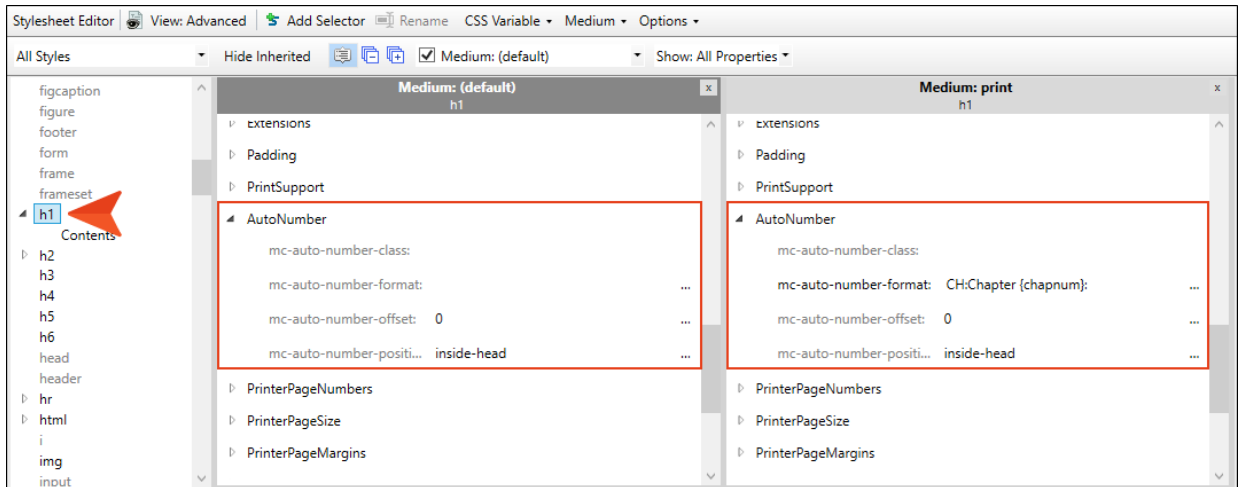 Stylesheet Editor View: Advanced Add Selector Rename CSS Variable Medium Options
All Styles Hide Inherited Medium: (default) Show: All Properties
figcaption
figure
footer
form
frame
frameset
h1
Contents
h2
h3
h4
h5
h6
head
header
hr
html
i
img
input
Medium: (default)
h1
Extensions
Padding
PrintSupport
AutoNumber
mc-auto-number-class:
mc-auto-number-format: ...
mc-auto-number-offset: 0 ...
mc-auto-number-positi... inside-head ...
PrinterPageNumbers
PrinterPageSize
PrinterPageMargins
Medium: print
h1
Extensions
Padding
PrintSupport
AutoNumber
mc-auto-number-class:
mc-auto-number-format: CH:Chapter {chapnum}: ...
mc-auto-number-offset: 0 ...
mc-auto-number-positi... inside-head ...
PrinterPageNumbers
PrinterPageSize
PrinterPageMargins